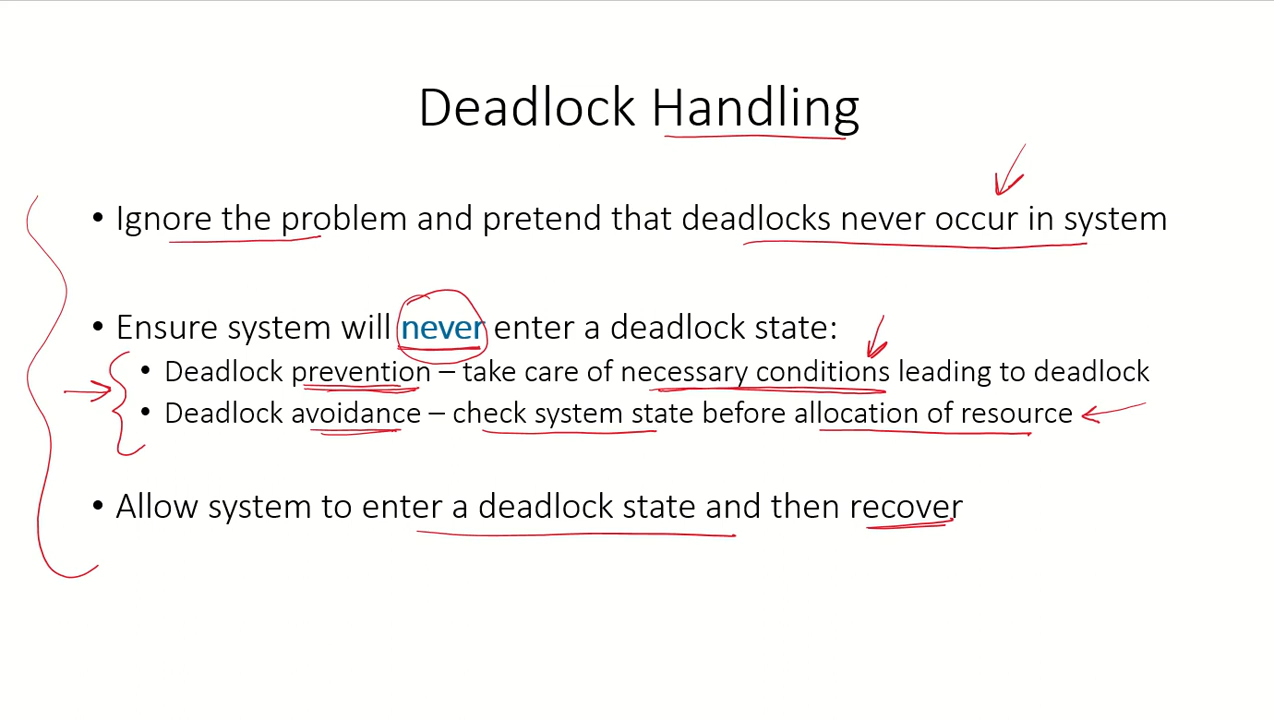 Deadlock Handling
• Ignore the problem and pretend that deadlocks never occur in system
• Ensure system will never enter a deadlock state:
• Deadlock prevention – take care of necessary conditions leading to deadlock
• Deadlock avoidance – check system state before allocation of resource
• Allow system to enter a deadlock state and then recover